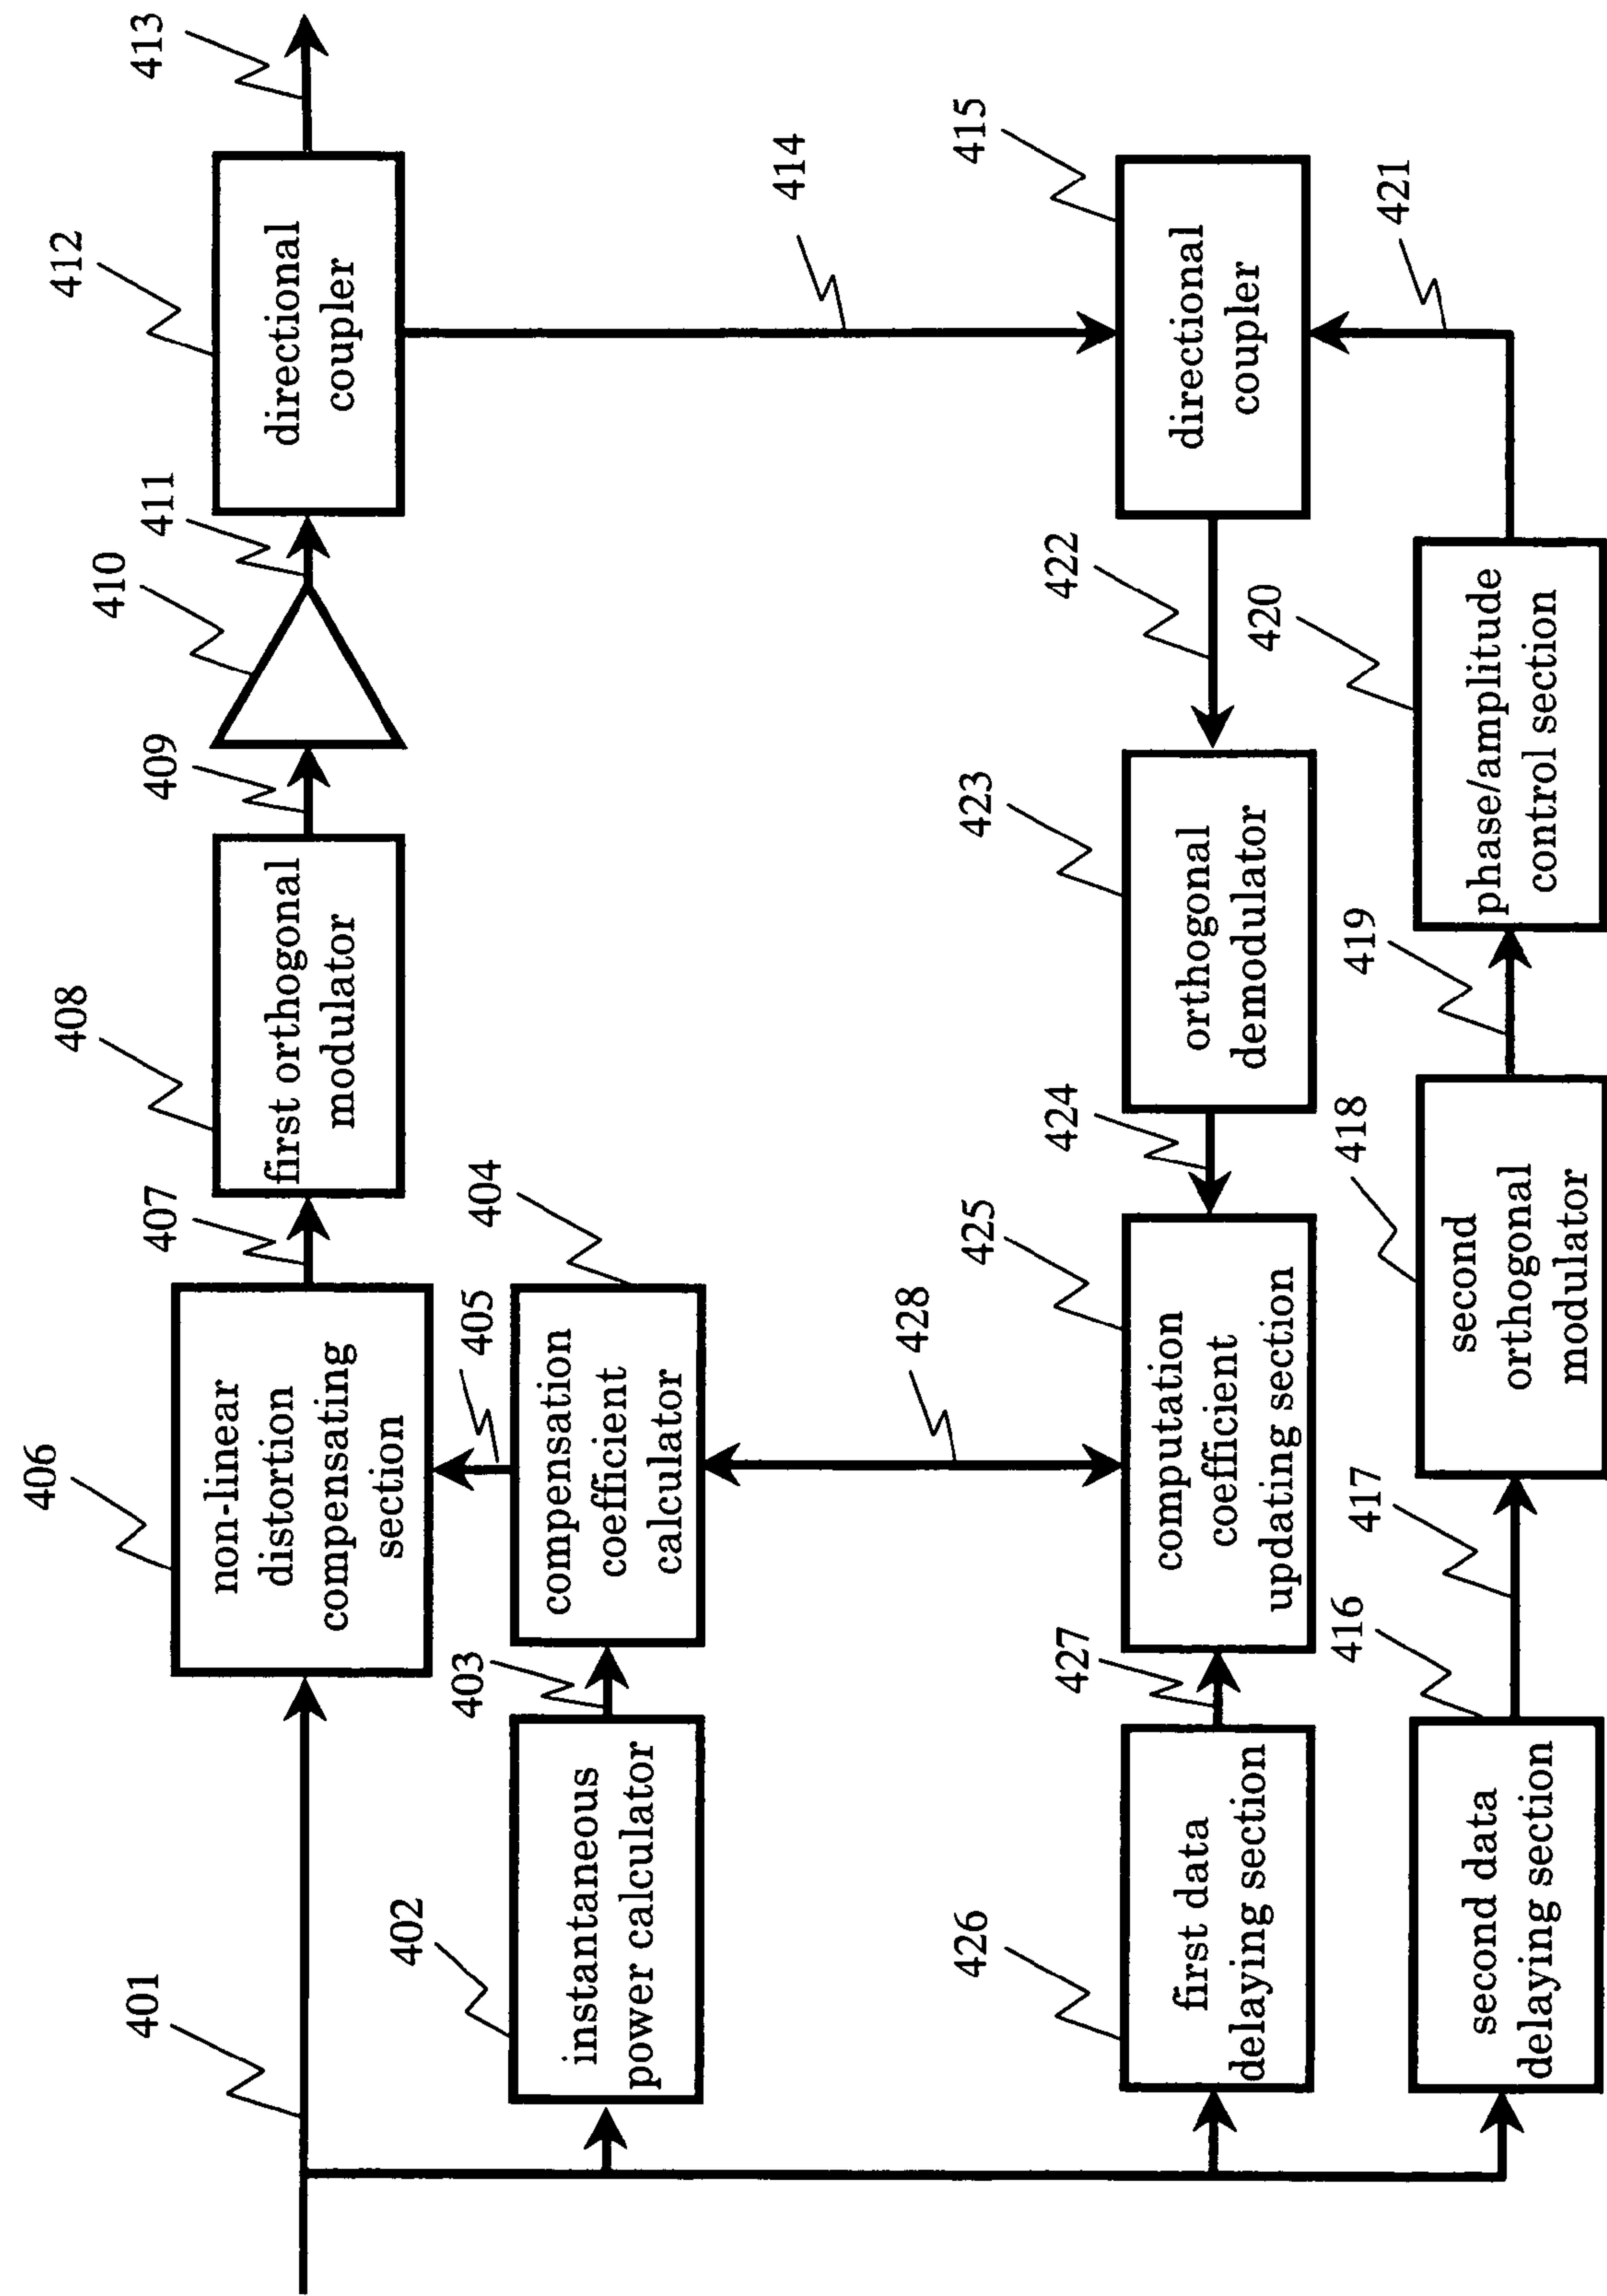 401
402
instantaneous
power calculator
403
404
compensation
coefficient
calculator
405
406
non-linear
distortion
compensating
section
407
408
first orthogonal
modulator
409
410
411
412
directional
coupler
413
414
415
directional
coupler
416
second data
delaying section
417
418
second
orthogonal
modulator
419
420
phase/amplitude
control section
421
422
423
orthogonal
demodulator
424
425
computation
coefficient
updating section
426
first data
delaying section
427
428